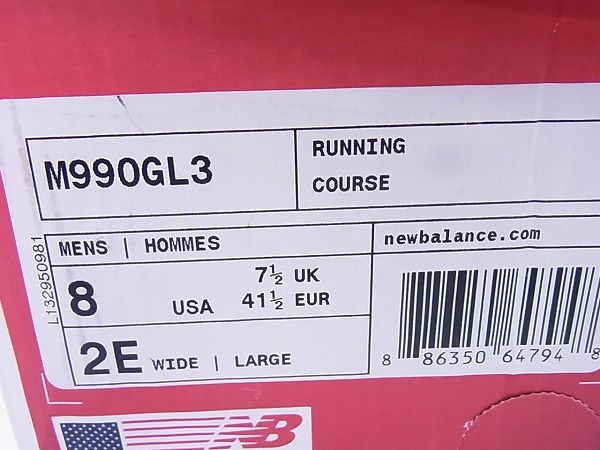 M990GL3
RUNNING
COURSE
MENS | HOMMES
newbalance.com
8 USA 7½ UK
41½ EUR
2E WIDE | LARGE
L132950981
8 86350 64794 8
NB